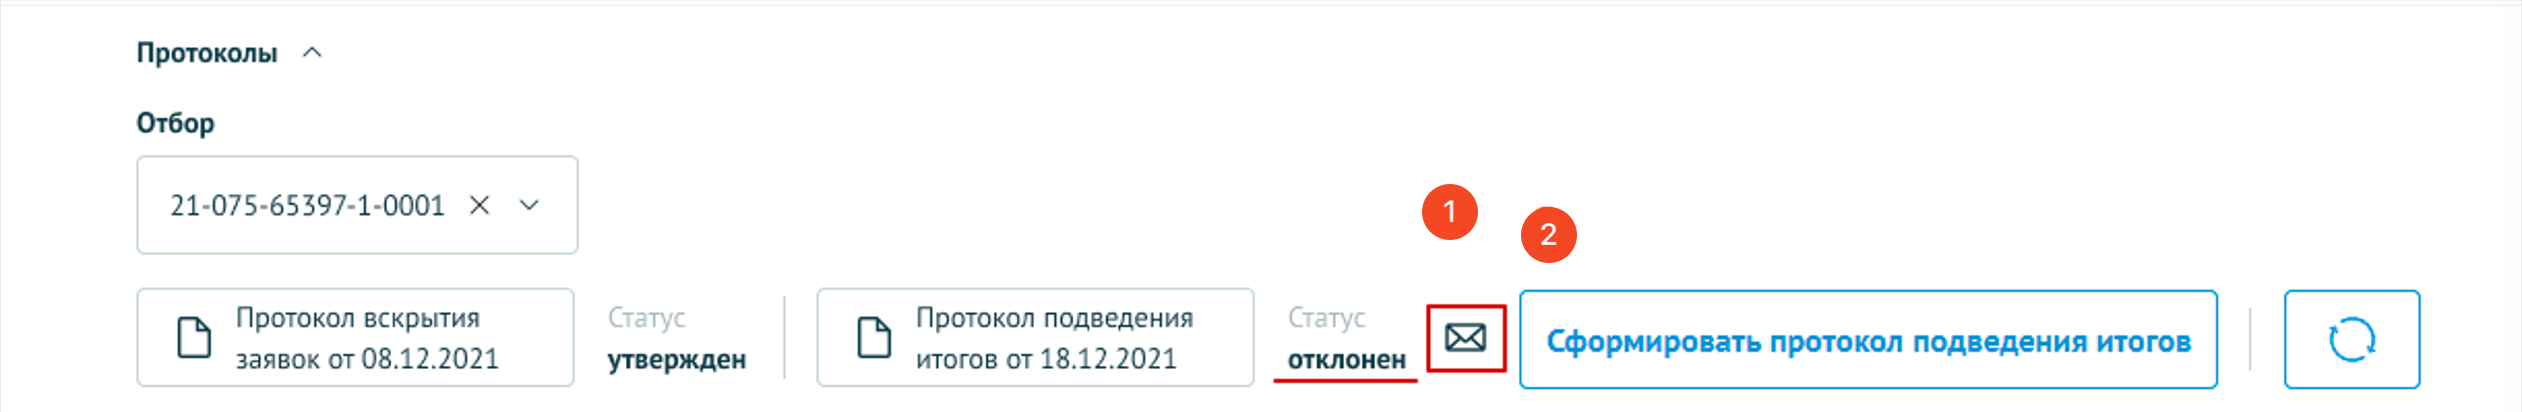 Протоколы
Отбор
21-075-65397-1-0001
1
2
Протокол вскрытия
заявок от 08.12.2021
Статус
утвержден
Протокол подведения
итогов от 18.12.2021
Статус
отклонен
Сформировать протокол подведения итогов